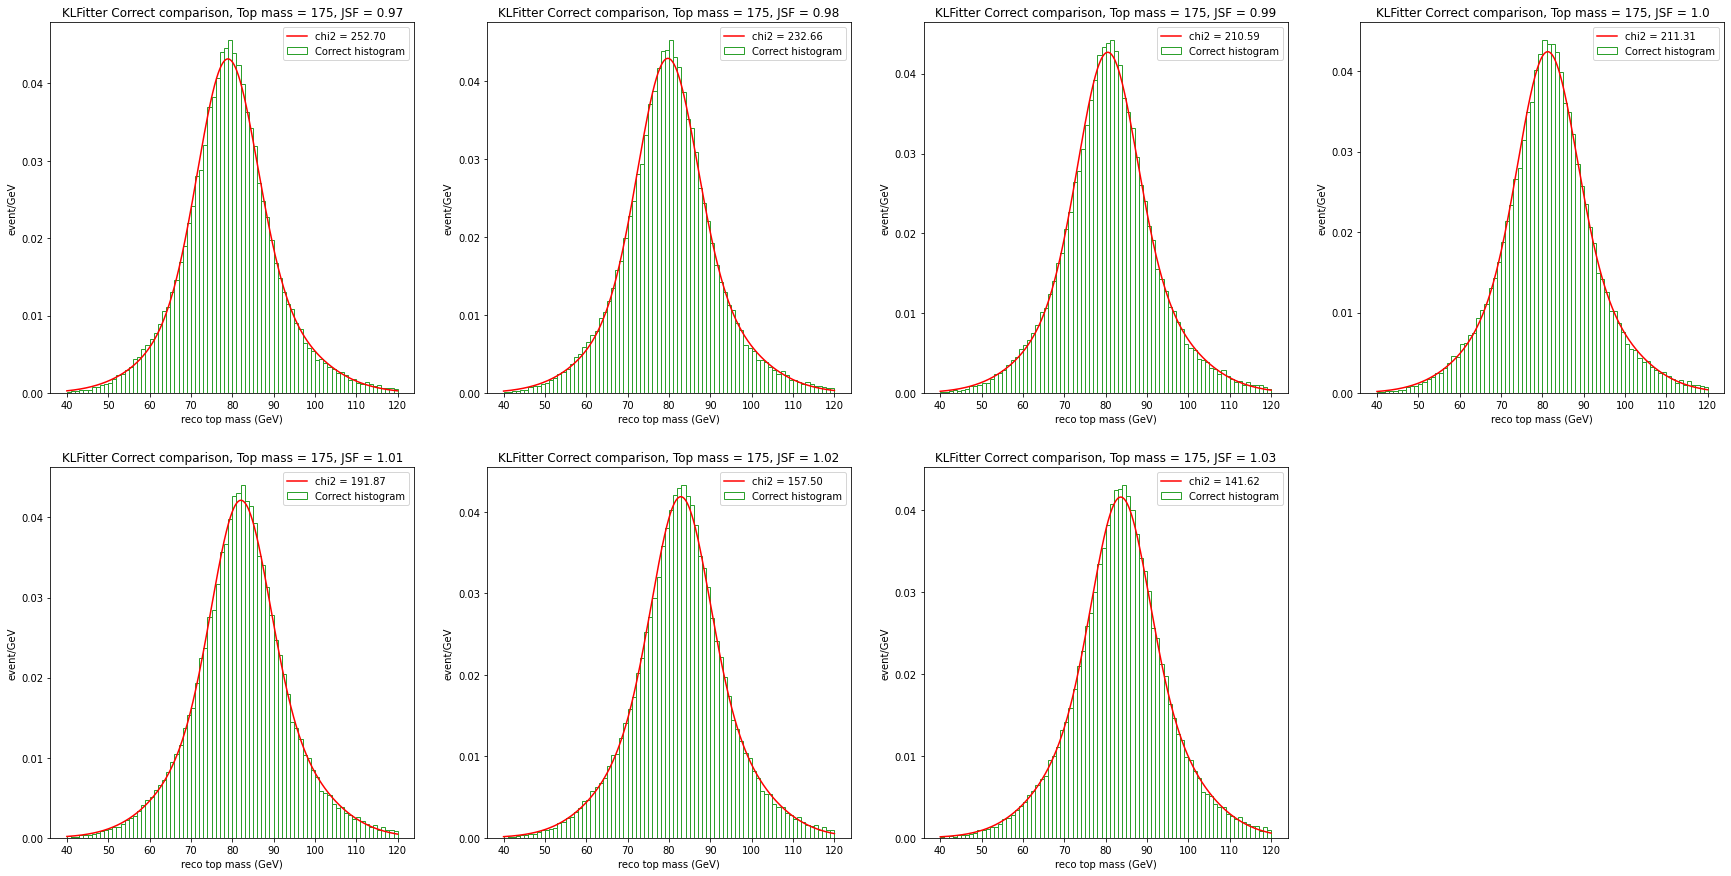 KLFitter Correct comparison, Top mass = 175, JSF = 0.97
chi2 = 252.70
Correct histogram
0.04
0.03
0.02
0.01
0.00
event/GeV
40 50 60 70 80 90 100 110 120
reco top mass (GeV)
KLFitter Correct comparison, Top mass = 175, JSF = 0.98
chi2 = 232.66
Correct histogram
0.04
0.03
0.02
0.01
0.00
event/GeV
40 50 60 70 80 90 100 110 120
reco top mass (GeV)
KLFitter Correct comparison, Top mass = 175, JSF = 0.99
chi2 = 210.59
Correct histogram
0.04
0.03
0.02
0.01
0.00
event/GeV
40 50 60 70 80 90 100 110 120
reco top mass (GeV)
KLFitter Correct comparison, Top mass = 175, JSF = 1.0
chi2 = 211.31
Correct histogram
0.04
0.03
0.02
0.01
0.00
event/GeV
40 50 60 70 80 90 100 110 120
reco top mass (GeV)
KLFitter Correct comparison, Top mass = 175, JSF = 1.01
chi2 = 191.87
Correct histogram
0.04
0.03
0.02
0.01
0.00
event/GeV
40 50 60 70 80 90 100 110 120
reco top mass (GeV)
KLFitter Correct comparison, Top mass = 175, JSF = 1.02
chi2 = 157.50
Correct histogram
0.04
0.03
0.02
0.01
0.00
event/GeV
40 50 60 70 80 90 100 110 120
reco top mass (GeV)
KLFitter Correct comparison, Top mass = 175, JSF = 1.03
chi2 = 141.62
Correct histogram
0.04
0.03
0.02
0.01
0.00
event/GeV
40 50 60 70 80 90 100 110 120
reco top mass (GeV)